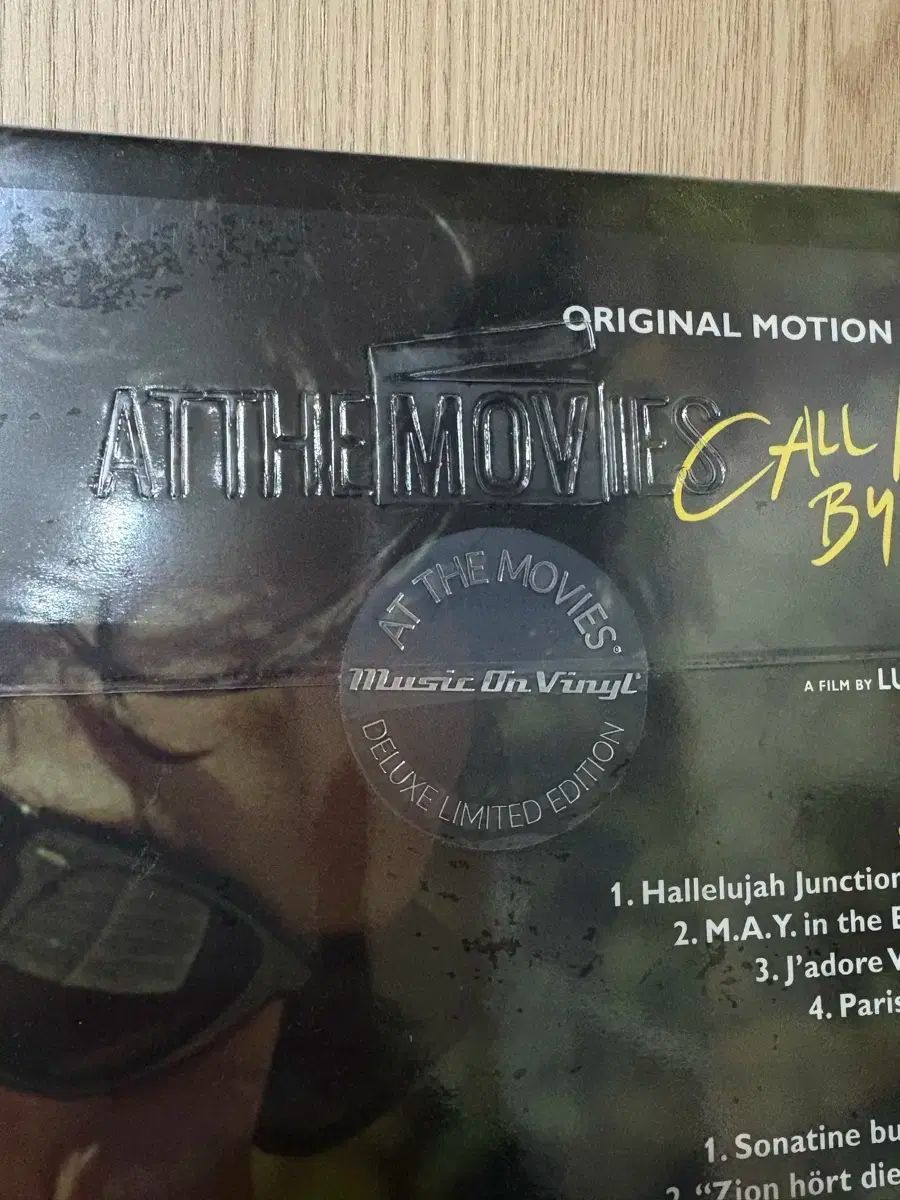 ORIGINAL MOTION
ATTHEMOVIES
CALL
BY
AT THE MOVIES®
Music On Vinyl®
DELUXE LIMITED EDITION
A FILM BY LU
1. Hallelujah Junction
2. M.A.Y. in the B
3. J'adore V
4. Paris
1. Sonatine bu
2. “Zion hört die